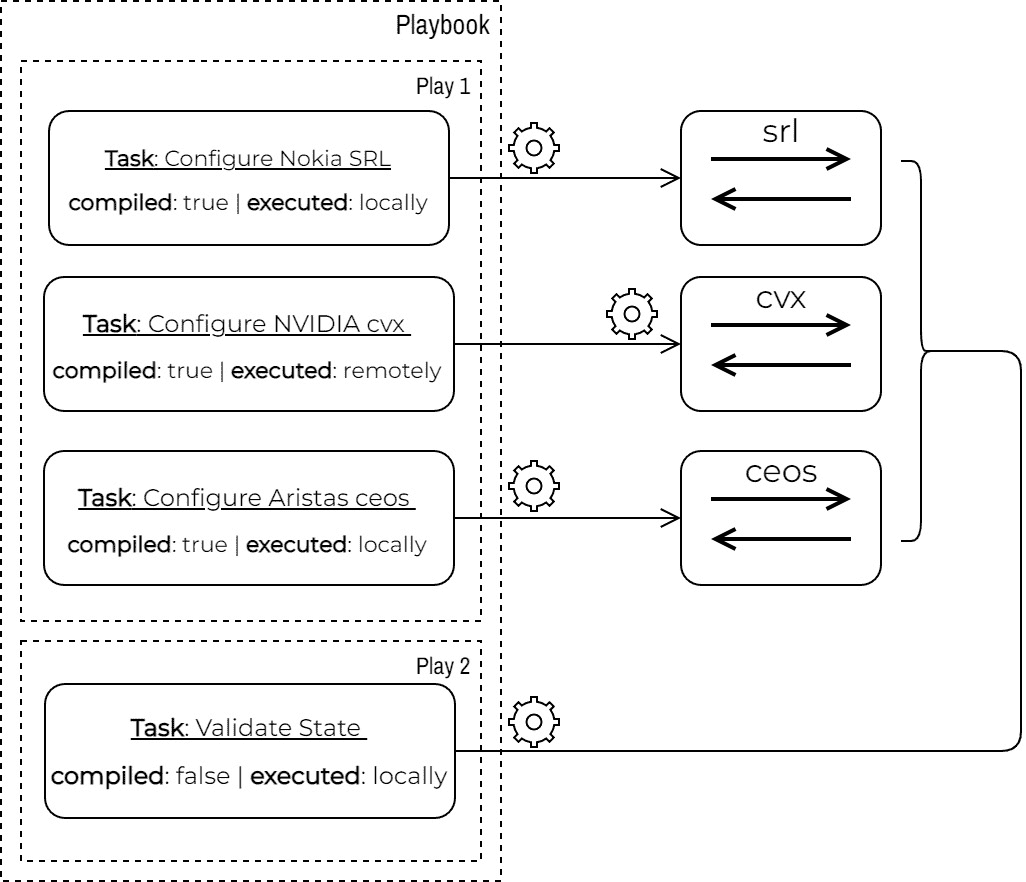 Playbook
Play 1
Task: Configure Nokia SRL
compiled: true | executed: locally
srl
Task: Configure NVIDIA cvx
compiled: true | executed: remotely
cvx
Task: Configure Aristas ceos
compiled: true | executed: locally
ceos
Play 2
Task: Validate State
compiled: false | executed: locally